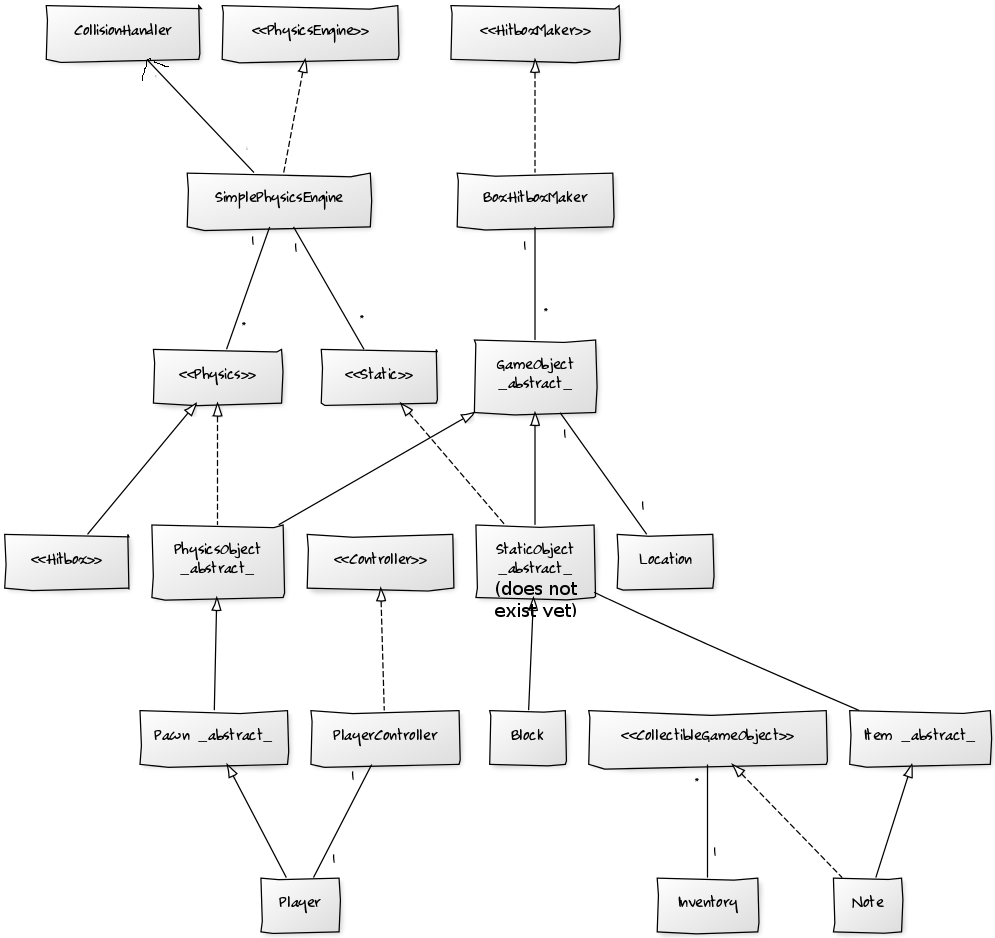 CollisionHandler
<<PhysicsEngine>>
<<HitboxMaker>>
SimplePhysicsEngine
BoxHitboxMaker
1
1
1
*
*
*
<<Physics>>
<<Static>>
GameObject
_abstract_
1
1
<<Hitbox>>
PhysicsObject
_abstract_
<<Controller>>
StaticObject
_abstract_
(does not
exist yet)
Location
Pawn _abstract_
PlayerController
Block
<<CollectibleGameObject>>
Item _abstract_
1
*
1
1
Player
Inventory
Note